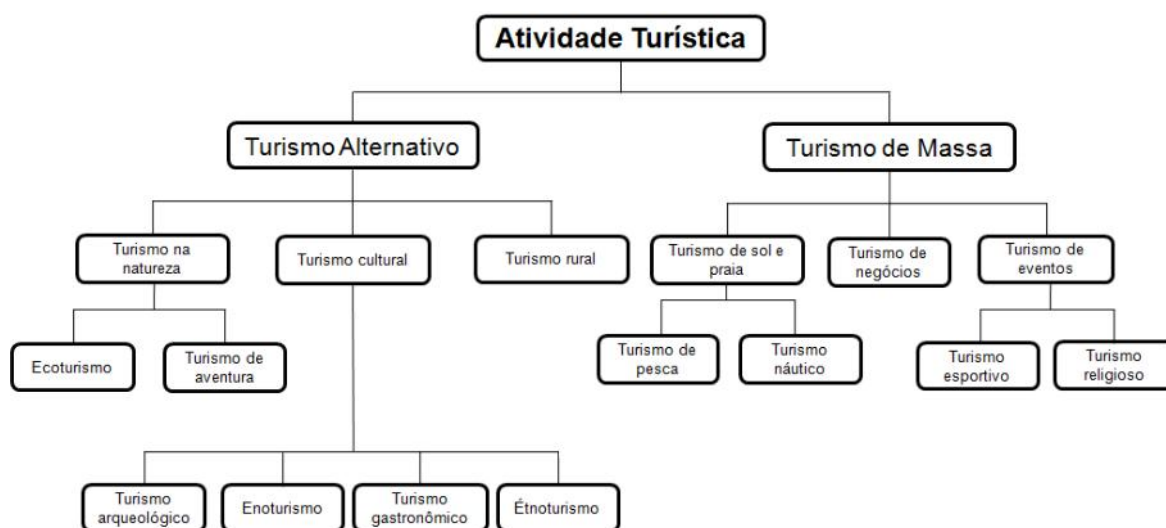 Atividade Turística
Turismo Alternativo
Turismo de Massa
Turismo na
natureza
Turismo cultural
Turismo rural
Turismo de sol e
praia
Turismo de
negócios
Turismo de
eventos
Ecoturismo
Turismo de
aventura
Turismo de
pesca
Turismo
náutico
Turismo
esportivo
Turismo
religioso
Turismo
arqueológico
Enoturismo
Turismo
gastronômico
Étnoturismo